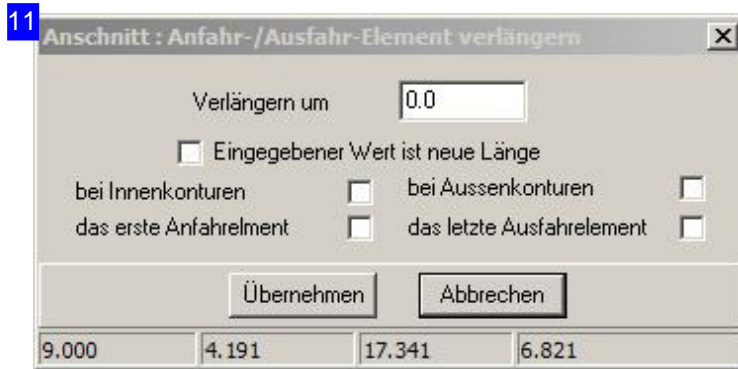 11
Anschnitt : Anfahr-/Ausfahr-Element verlängern
Verlängern um 0.0
Eingegebener Wert ist neue Länge
bei Innenkonturen bei Aussenkonturen
das erste Anfahrelment das letzte Ausfahrelement
Übernehmen Abbrechen
9.000 4.191 17.341 6.821